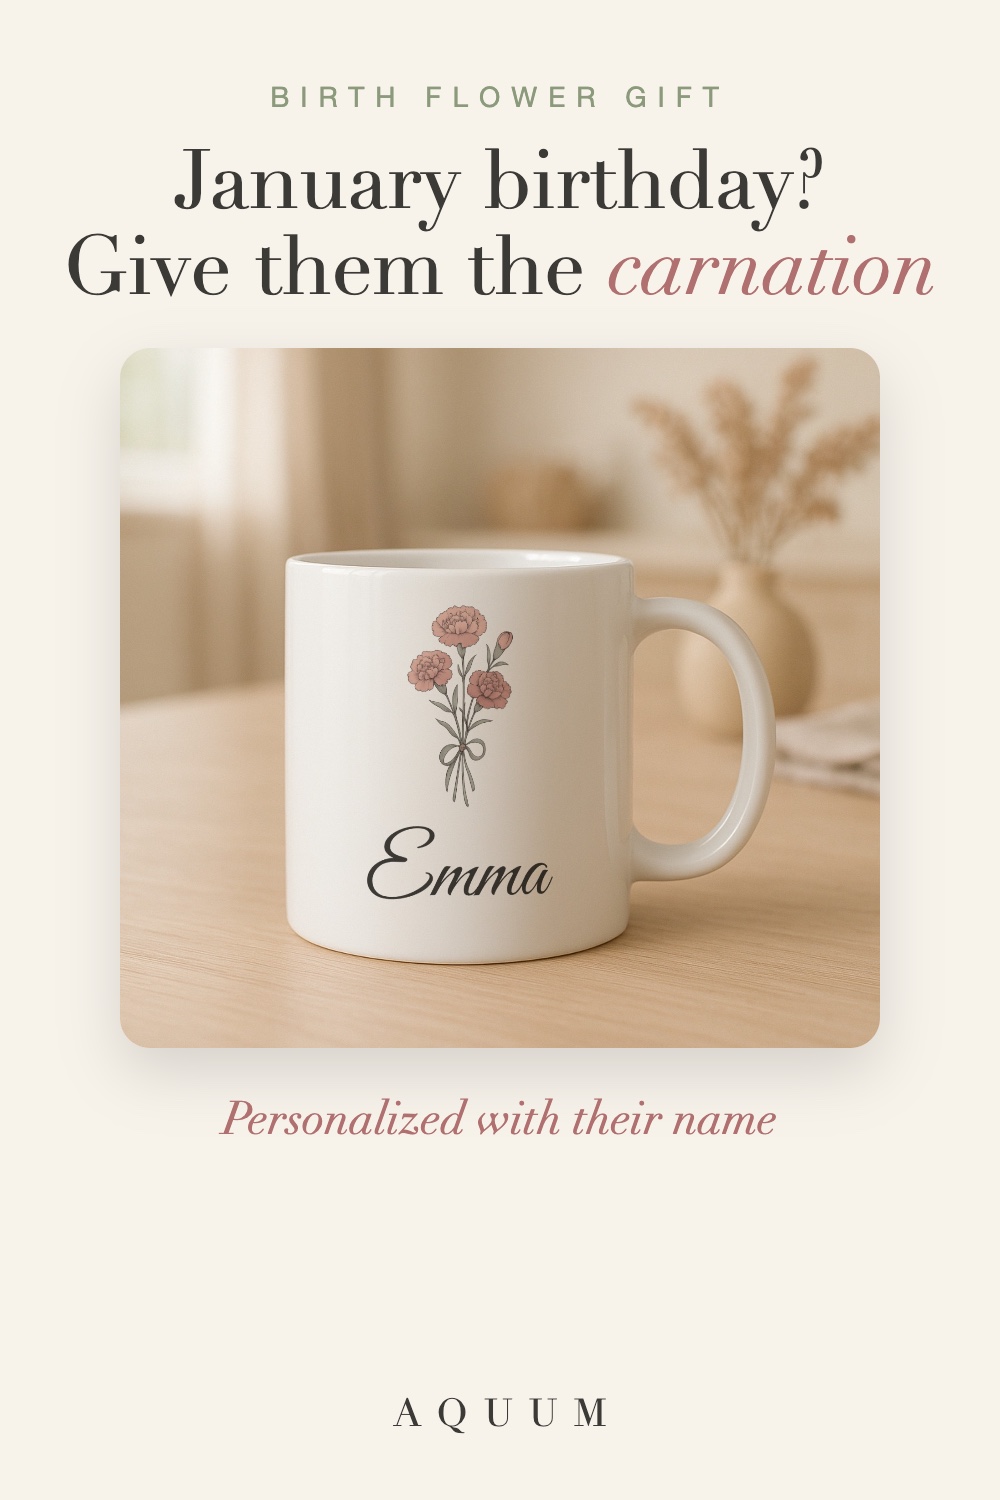 BIRTH FLOWER GIFT
January birthday?
Give them the carnation
Emma
Personalized with their name
AQUUM